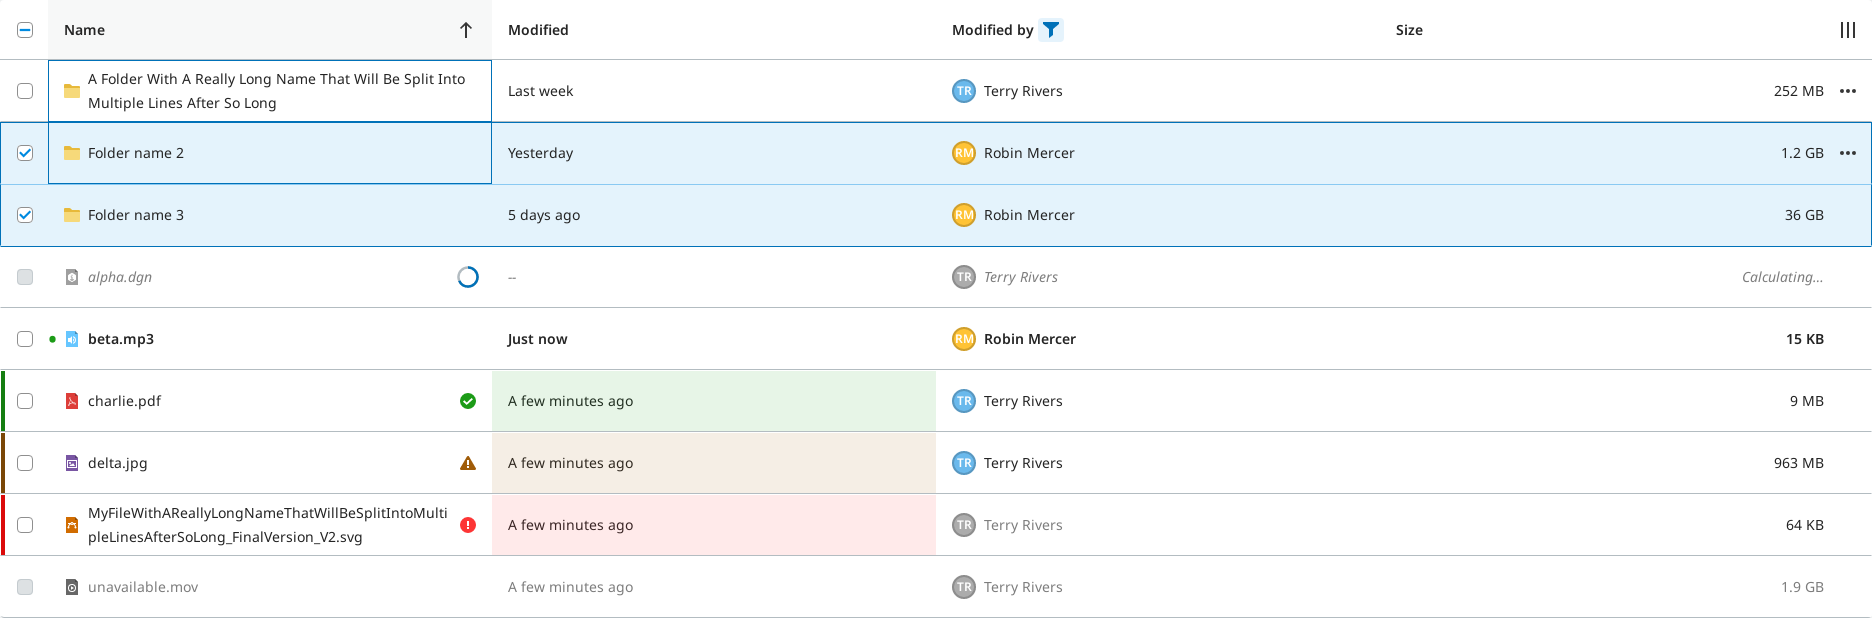 Name Modified Modified by Size
A Folder With A Really Long Name That Will Be Split Into
Multiple Lines After So Long
Last week TR Terry Rivers 252 MB
Folder name 2 Yesterday RM Robin Mercer 1.2 GB
Folder name 3 5 days ago RM Robin Mercer 36 GB
alpha.dgn -- TR Terry Rivers Calculating...
beta.mp3 Just now RM Robin Mercer 15 KB
charlie.pdf A few minutes ago TR Terry Rivers 9 MB
delta.jpg A few minutes ago TR Terry Rivers 963 MB
MyFileWithAReallyLongNameThatWillBeSplitIntoMulti
pleLinesAfterSoLong_FinalVersion_V2.svg
A few minutes ago TR Terry Rivers 64 KB
unavailable.mov A few minutes ago TR Terry Rivers 1.9 GB